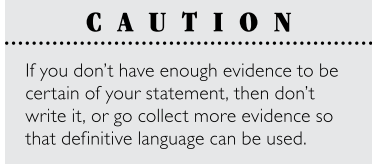 CAUTION
If you don't have enough evidence to be
certain of your statement, then don't
write it, or go collect more evidence so
that definitive language can be used.